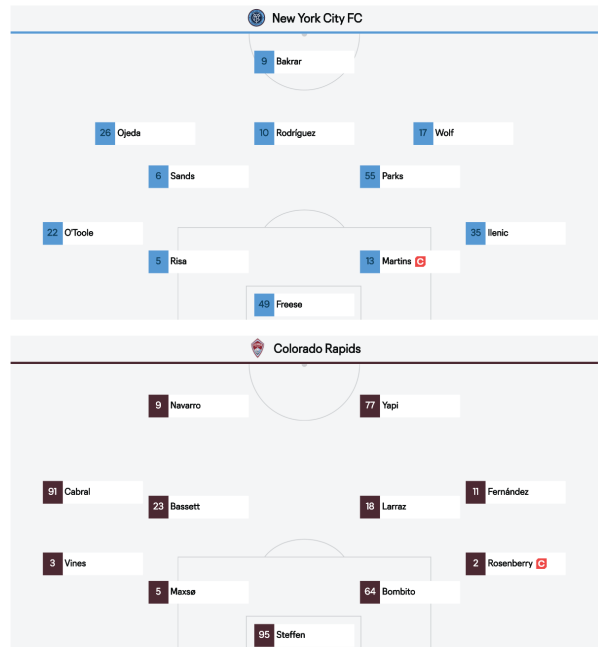 New York City FC
9 Bakrar
26 Ojeda 10 Rodríguez 17 Wolf
6 Sands 55 Parks
22 O'Toole 35 Ilenic
5 Risa 13 Martins C
49 Freese
Colorado Rapids
9 Navarro 77 Yapi
91 Cabral 11 Fernández
23 Bassett 18 Larraz
3 Vines 2 Rosenberry C
5 Maxsø 64 Bombito
95 Steffen